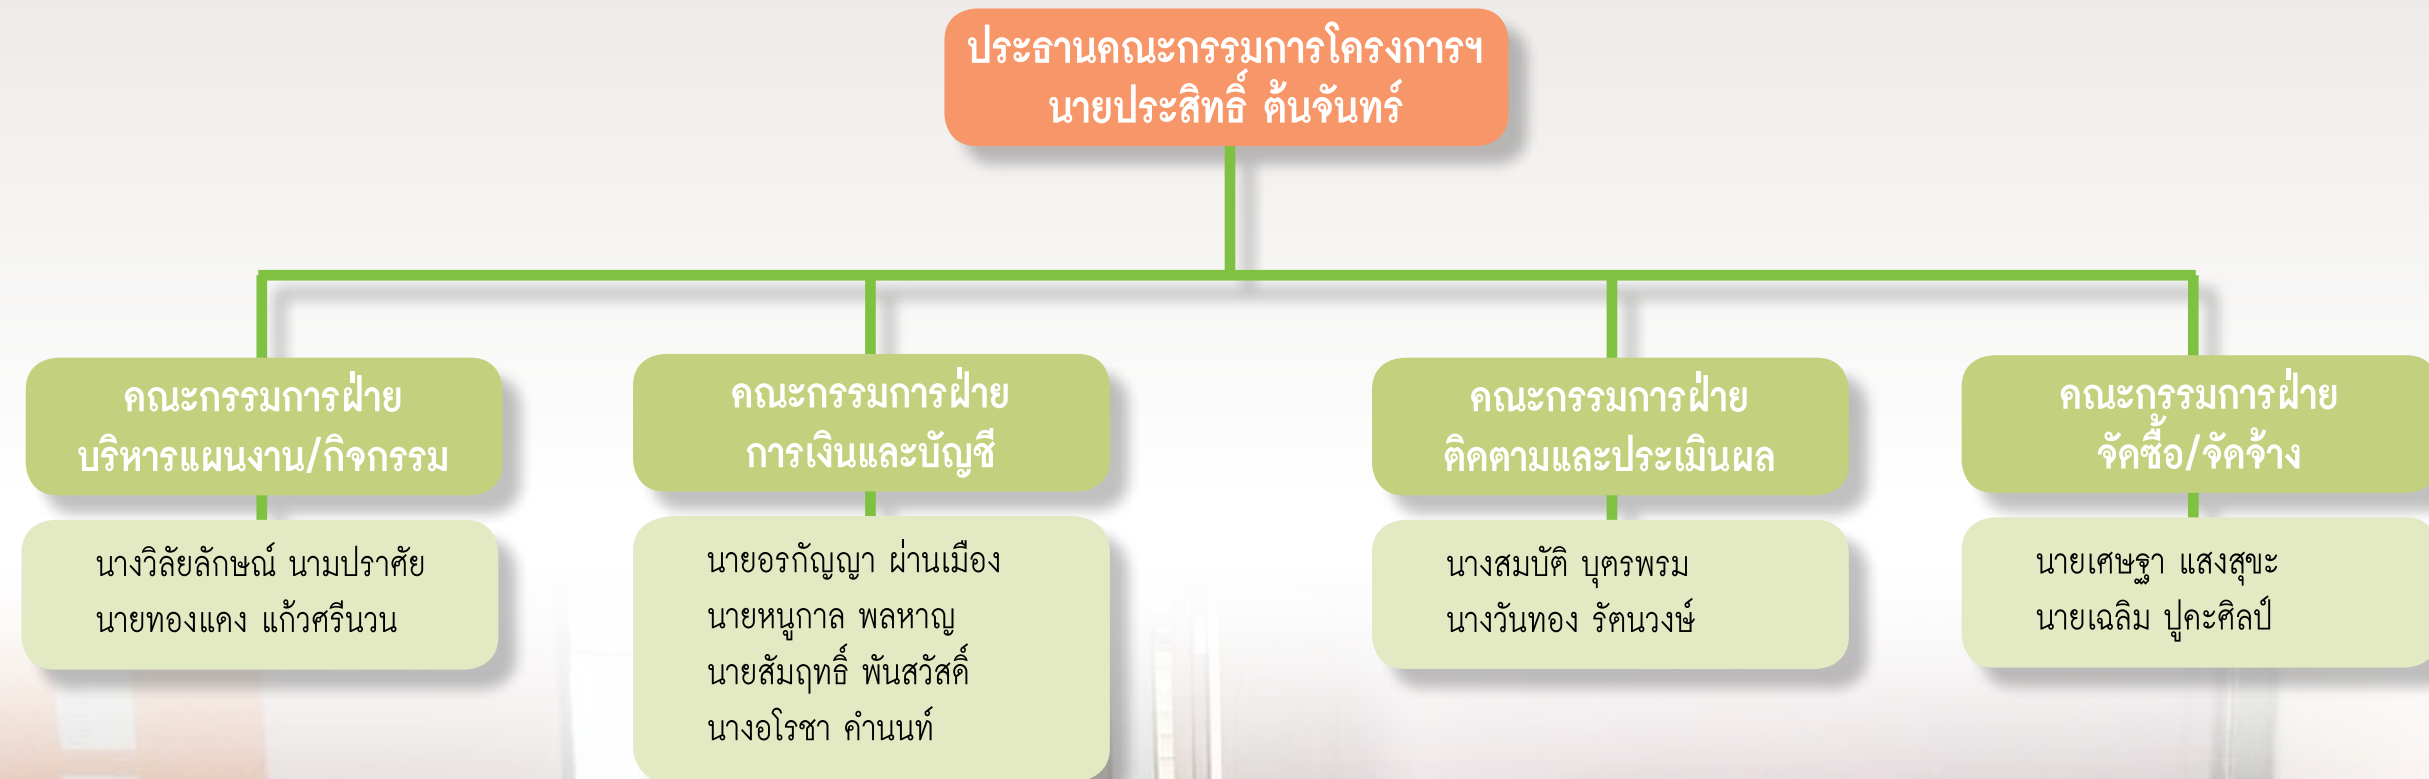 ประธานคณะกรรมการโครงการฯ
นายประสิทธิ์ ต้นจันทร์
คณะกรรมการฝ่าย
บริหารแผนงาน/กิจกรรม
นางวิลัยลักษณ์ นามปราศัย
นายทองแดง แก้วศรีนวน
คณะกรรมการฝ่าย
การเงินและบัญชี
นายอรกัญญา ผ่านเมือง
นายหนูกาล พลหาญ
นายสัมฤทธิ์ พันสวัสดิ์
นางอโรชา คำนนท์
คณะกรรมการฝ่าย
ติดตามและประเมินผล
นางสมบัติ บุตรพรม
นางวันทอง รัตนวงษ์
คณะกรรมการฝ่าย
จัดซื้อ/จัดจ้าง
นายเศษฐา แสงสุขะ
นายเฉลิม ปูคะศิลป์